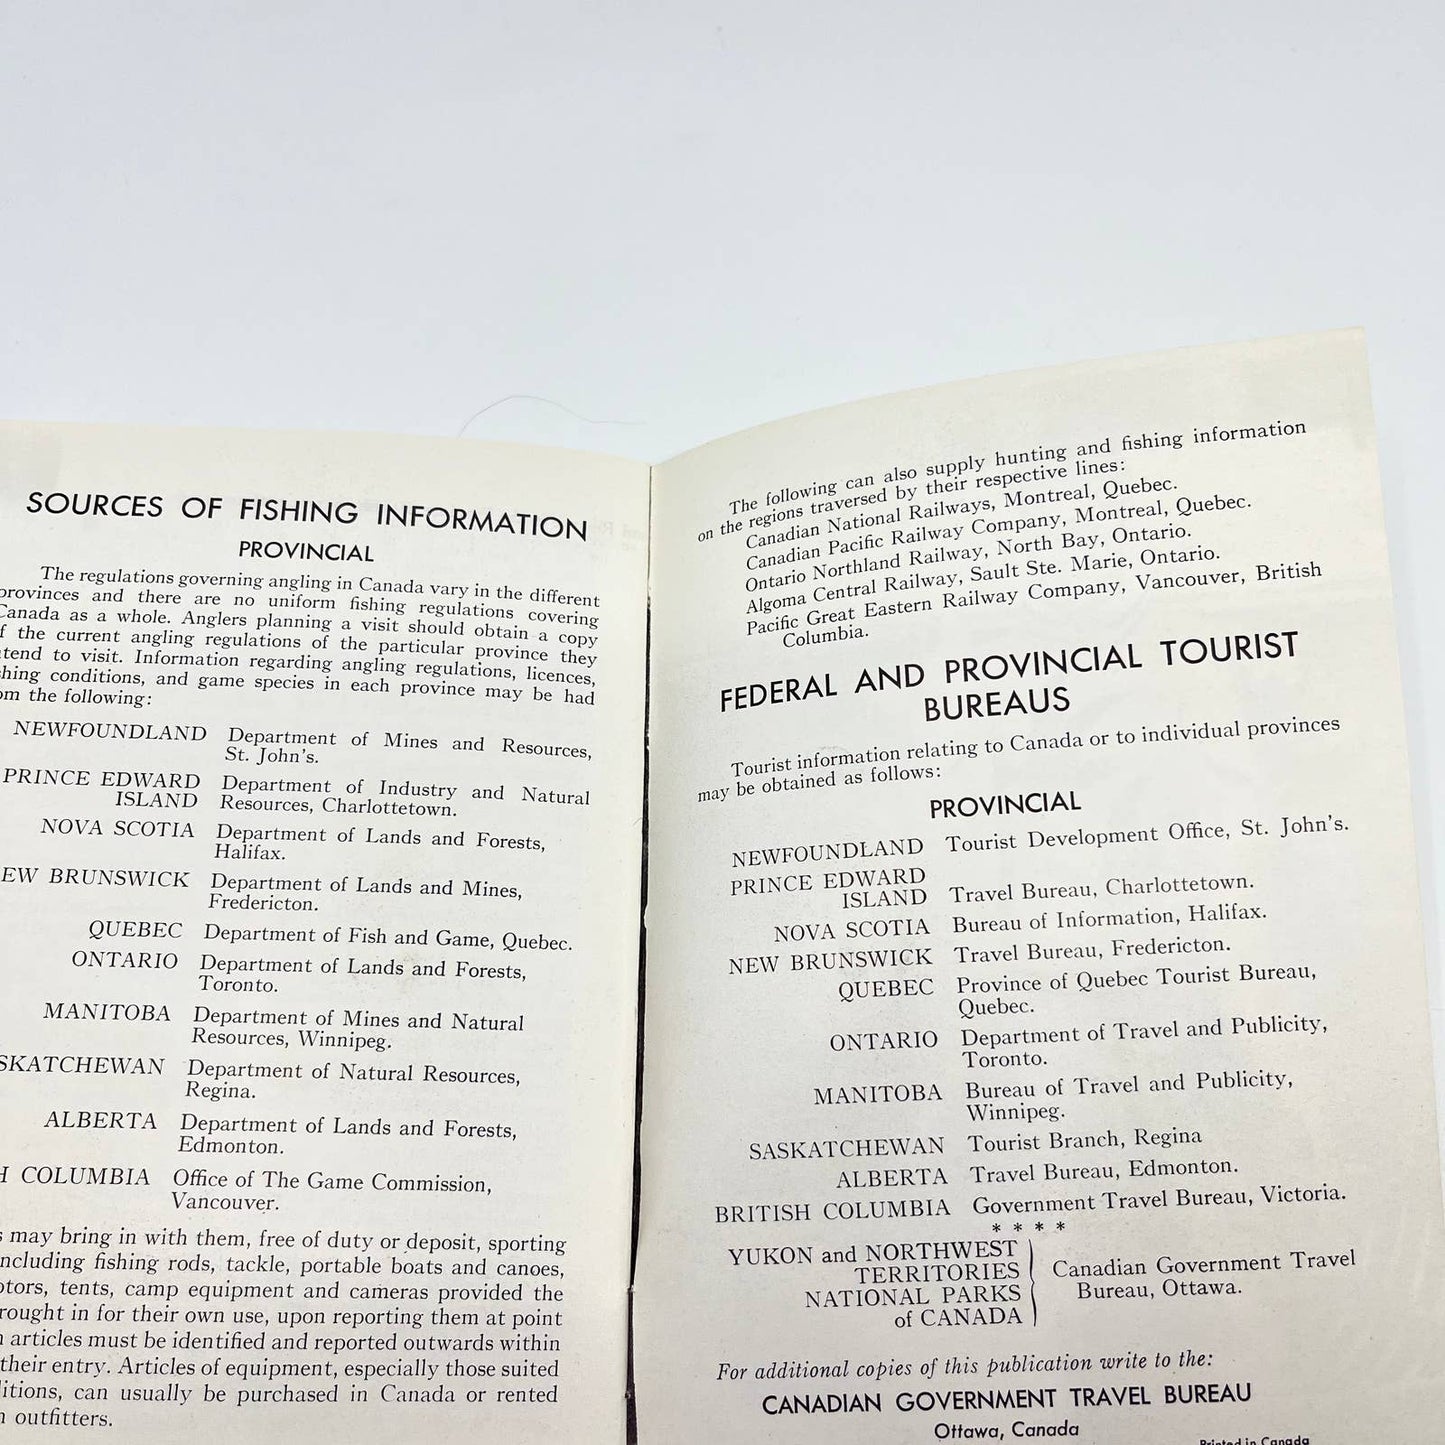 SOURCES OF FISHING INFORMATION
PROVINCIAL
The regulations governing angling in Canada vary in the different
provinces and there are no uniform fishing regulations covering
Canada as a whole. Anglers planning a visit should obtain a copy
of the current angling regulations of the particular province they
intend to visit. Information regarding angling regulations, licences,
fishing conditions, and game species in each province may be had
from the following:
NEWFOUNDLAND Department of Mines and Resources,
St. John's.
PRINCE EDWARD Department of Industry and Natural
ISLAND Resources, Charlottetown.
NOVA SCOTIA Department of Lands and Forests,
Halifax.
EW BRUNSWICK Department of Lands and Mines,
Fredericton.
QUEBEC Department of Fish and Game, Quebec.
ONTARIO Department of Lands and Forests,
Toronto.
MANITOBA Department of Mines and Natural
Resources, Winnipeg.
SKATCHEWAN Department of Natural Resources,
Regina.
ALBERTA Department of Lands and Forests,
Edmonton.
H COLUMBIA Office of The Game Commission,
Vancouver.
s may bring in with them, free of duty or deposit, sporting
including fishing rods, tackle, portable boats and canoes,
otors, tents, camp equipment and cameras provided the
rought in for their own use, upon reporting them at point
h articles must be identified and reported outwards within
their entry. Articles of equipment, especially those suited
ditions, can usually be purchased in Canada or rented
n outfitters.
The following can also supply hunting and fishing information
on the regions traversed by their respective lines:
Canadian National Railways, Montreal, Quebec.
Canadian Pacific Railway Company, Montreal, Quebec.
Ontario Northland Railway, North Bay, Ontario.
Algoma Central Railway, Sault Ste. Marie, Ontario.
Pacific Great Eastern Railway Company, Vancouver, British
Columbia.
FEDERAL AND PROVINCIAL TOURIST
BUREAUS
Tourist information relating to Canada or to individual provinces
may be obtained as follows:
PROVINCIAL
NEWFOUNDLAND Tourist Development Office, St. John's.
PRINCE EDWARD
ISLAND Travel Bureau, Charlottetown.
NOVA SCOTIA Bureau of Information, Halifax.
NEW BRUNSWICK Travel Bureau, Fredericton.
QUEBEC Province of Quebec Tourist Bureau,
Quebec.
ONTARIO Department of Travel and Publicity,
Toronto.
MANITOBA Bureau of Travel and Publicity,
Winnipeg.
SASKATCHEWAN Tourist Branch, Regina
ALBERTA Travel Bureau, Edmonton.
BRITISH COLUMBIA Government Travel Bureau, Victoria.
* * * *
YUKON and NORTHWEST
TERRITORIES Canadian Government Travel
NATIONAL PARKS Bureau, Ottawa.
of CANADA
For additional copies of this publication write to the:
CANADIAN GOVERNMENT TRAVEL BUREAU
Ottawa, Canada
Printed in Canada